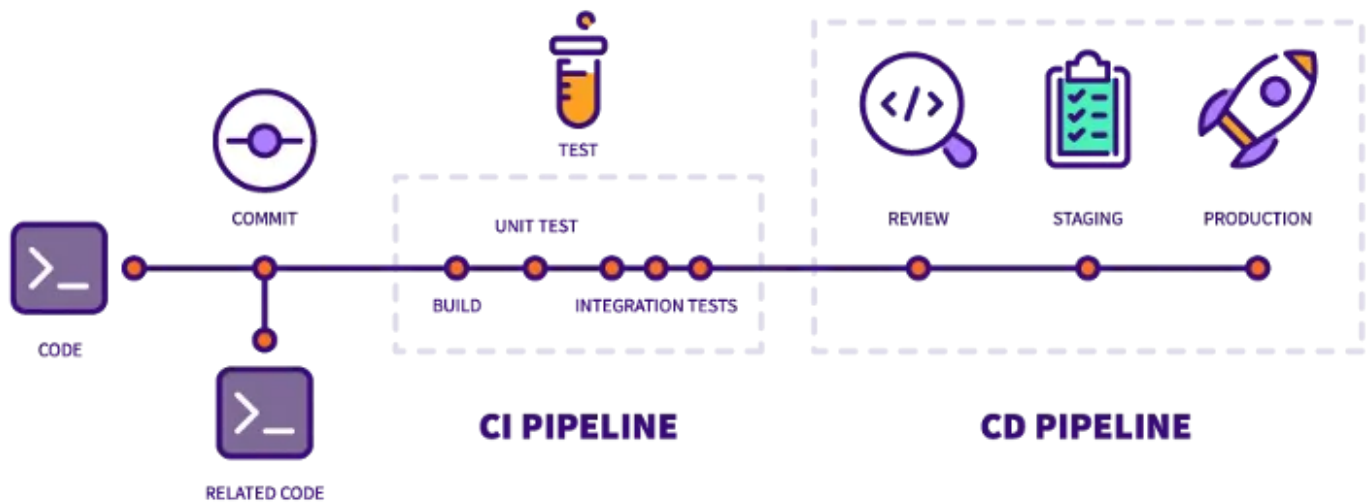 TEST
COMMIT
UNIT TEST
REVIEW
STAGING
PRODUCTION
BUILD
INTEGRATION TESTS
CODE
CI PIPELINE
CD PIPELINE
RELATED CODE